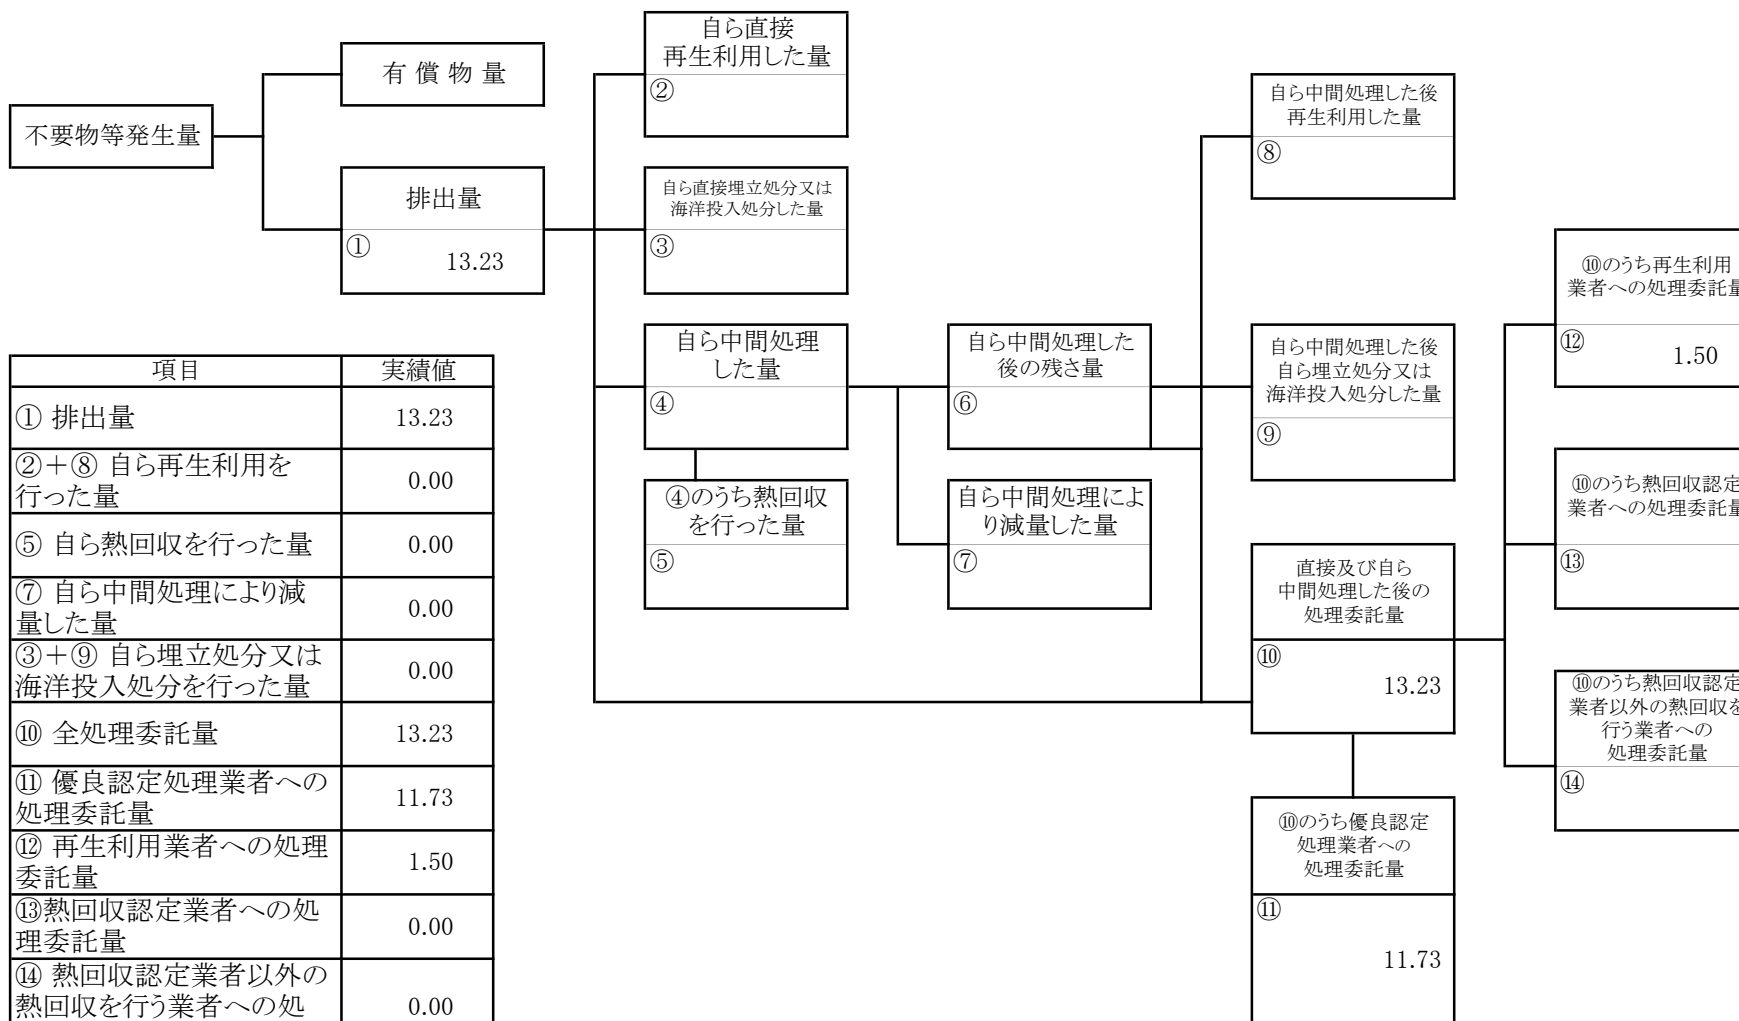 不要物等発生量
有 償 物 量
排出量
①
13.23
自ら直接
再生利用した量
②
自ら直接埋立処分又は
海洋投入処分した量
③
自ら中間処理
した量
④
④のうち熱回収
を行った量
⑤
自ら中間処理した
後の残さ量
⑥
自ら中間処理によ
り減量した量
⑦
自ら中間処理した後
再生利用した量
⑧
自ら中間処理した後
自ら埋立処分又は
海洋投入処分した量
⑨
直接及び自ら
中間処理した後の
処理委託量
⑩
13.23
⑩のうち優良認定
処理業者への
処理委託量
⑪
11.73
⑩のうち再生利用
業者への処理委託量
⑫
1.50
⑩のうち熱回収認定
業者への処理委託量
⑬
⑩のうち熱回収認定
業者以外の熱回収を
行う業者への
処理委託量
⑭
項目 実績値
① 排出量 13.23
②＋⑧ 自ら再生利用を
行った量 0.00
⑤ 自ら熱回収を行った量 0.00
⑦ 自ら中間処理により減
量した量 0.00
③＋⑨ 自ら埋立処分又は
海洋投入処分を行った量 0.00
⑩ 全処理委託量 13.23
⑪ 優良認定処理業者への
処理委託量 11.73
⑫ 再生利用業者への処理
委託量 1.50
⑬熱回収認定業者への処
理委託量 0.00
⑭ 熱回収認定業者以外の
熱回収を行う業者への処 0.00